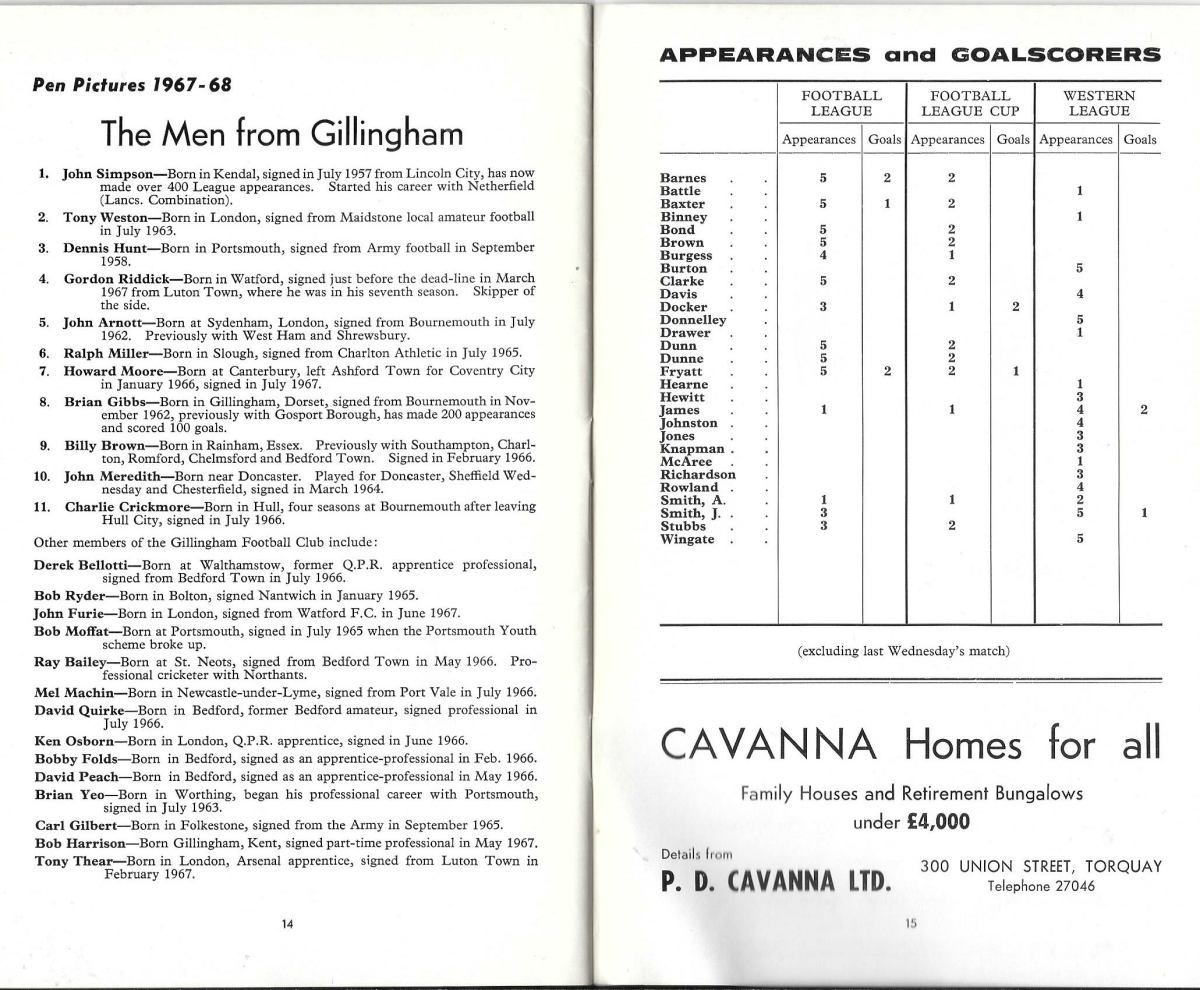 Pen Pictures 1967-68
The Men from Gillingham
1. John Simpson—Born in Kendal, signed in July 1957 from Lincoln City, has now
made over 400 League appearances. Started his career with Netherfield
(Lancs. Combination).
2. Tony Weston—Born in London, signed from Maidstone local amateur football
in July 1963.
3. Dennis Hunt—Born in Portsmouth, signed from Army football in September
1958.
4. Gordon Riddick—Born in Watford, signed just before the dead-line in March
1967 from Luton Town, where he was in his seventh season. Skipper of
the side.
5. John Arnott—Born at Sydenham, London, signed from Bournemouth in July
1962. Previously with West Ham and Shrewsbury.
6. Ralph Miller—Born in Slough, signed from Charlton Athletic in July 1965.
7. Howard Moore—Born at Canterbury, left Ashford Town for Coventry City
in January 1966, signed in July 1967.
8. Brian Gibbs—Born in Gillingham, Dorset, signed from Bournemouth in Nov-
ember 1962, previously with Gosport Borough, has made 200 appearances
and scored 100 goals.
9. Billy Brown—Born in Rainham, Essex. Previously with Southampton, Charl-
ton, Romford, Chelmsford and Bedford Town. Signed in February 1966.
10. John Meredith—Born near Doncaster. Played for Doncaster, Sheffield Wed-
nesday and Chesterfield, signed in March 1964.
11. Charlie Crickmore—Born in Hull, four seasons at Bournemouth after leaving
Hull City, signed in July 1966.
Other members of the Gillingham Football Club include:
Derek Bellotti—Born at Walthamstow, former Q.P.R. apprentice professional,
signed from Bedford Town in July 1966.
Bob Ryder—Born in Bolton, signed Nantwich in January 1965.
John Furie—Born in London, signed from Watford F.C. in June 1967.
Bob Moffat—Born at Portsmouth, signed in July 1965 when the Portsmouth Youth
scheme broke up.
Ray Bailey—Born at St. Neots, signed from Bedford Town in May 1966. Pro-
fessional cricketer with Northants.
Mel Machin—Born in Newcastle-under-Lyme, signed from Port Vale in July 1966.
David Quirke—Born in Bedford, former Bedford amateur, signed professional in
July 1966.
Ken Osborn—Born in London, Q.P.R. apprentice, signed in June 1966.
Bobby Folds—Born in Bedford, signed as an apprentice-professional in Feb. 1966.
David Peach—Born in Bedford, signed as an apprentice-professional in May 1966.
Brian Yeo—Born in Worthing, began his professional career with Portsmouth,
signed in July 1963.
Carl Gilbert—Born in Folkestone, signed from the Army in September 1965.
Bob Harrison—Born Gillingham, Kent, signed part-time professional in May 1967.
Tony Thear—Born in London, Arsenal apprentice, signed from Luton Town in
February 1967.
14
APPEARANCES and GOALSCORERS
FOOTBALL LEAGUE FOOTBALL LEAGUE CUP WESTERN LEAGUE
Appearances Goals Appearances Goals Appearances Goals
Barnes . . 5 2 2
Battle . . 1
Baxter . . 5 1 2
Binney . . 1
Bond . . 5 2
Brown . . 5 2
Burgess . . 4 1
Burton . . 5
Clarke . . 5 2
Davis . . 4
Docker . . 3 1 2
Donnelley . 5
Drawer . . 1
Dunn . . 5 2
Dunne . . 5 2
Fryatt . . 5 2 2 1
Hearne . . 1
Hewitt . . 3
James . . 1 1 4 2
Johnston . . 4
Jones . . 3
Knapman . . 3
McAree . . 1
Richardson . 3
Rowland . . 4
Smith, A. . 1 1 2
Smith, J. . . 3 5 1
Stubbs . . 3 2
Wingate . . 5
(excluding last Wednesday's match)
CAVANNA Homes for all
Family Houses and Retirement Bungalows
under £4,000
Details from
P. D. CAVANNA LTD.
300 UNION STREET, TORQUAY
Telephone 27046
15